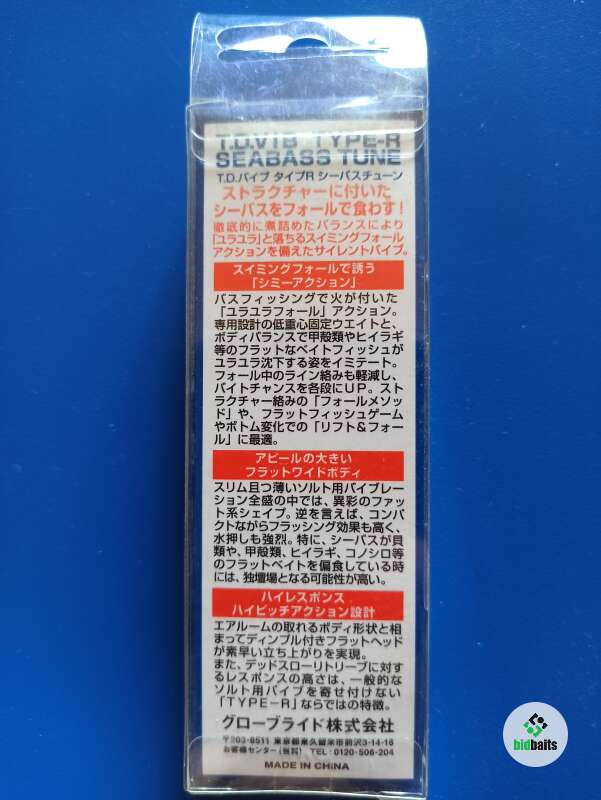 T.D.VIB TYPE-R
SEABASS TUNE
T.D.バイブ タイプR シーバスチューン
ストラクチャーに付いた
シーバスをフォールで食わす!
徹底的に煮詰めたバランスにより
「ユラユラ」と落ちるスイミングフォール
アクションを備えたサイレントバイブ。
スイミングフォールで誘う
「シミーアクション」
バスフィッシングで火が付いた
「ユラユラフォール」アクション。
専用設計の低重心固定ウエイトと、
ボディバランスで甲殻類やヒイラギ
等のフラットなベイトフィッシュが
ユラユラ沈下する姿をイミテート。
フォール中のライン絡みも軽減し、
バイトチャンスを各段にUP。スト
ラクチャー絡みの「フォールメソッ
ド」や、フラットフィッシュゲーム
やボトム変化での「リフト&フォー
ル」に最適。
アピールの大きい
フラットワイドボディ
スリム且つ薄いソルト用バイブレー
ション全盛の中では、異彩のファッ
ト系シェイプ。逆を言えば、コンパ
クトながらフラッシング効果も高く、
水押しも強烈。特に、シーバスが貝
類や、甲殻類、ヒイラギ、コノシロ等
のフラットベイトを偏食している時
には、独壇場となる可能性が高い。
ハイレスポンス
ハイピッチアクション設計
エアルームの取れるボディ形状と相
まってディンプル付きフラットヘッド
が素早い立ち上がりを実現。
また、デッドスローリトリーブに対す
るレスポンスの高さは、一般的な
ソルト用バイブを寄せ付けない
「TYPE-R」ならではの特徴。
グローブライド株式会社
〒203-8511 東京都東久留米市前沢3-14-16
お客様センター(無料) TEL:0120-506-204
MADE IN CHINA
bidbaits